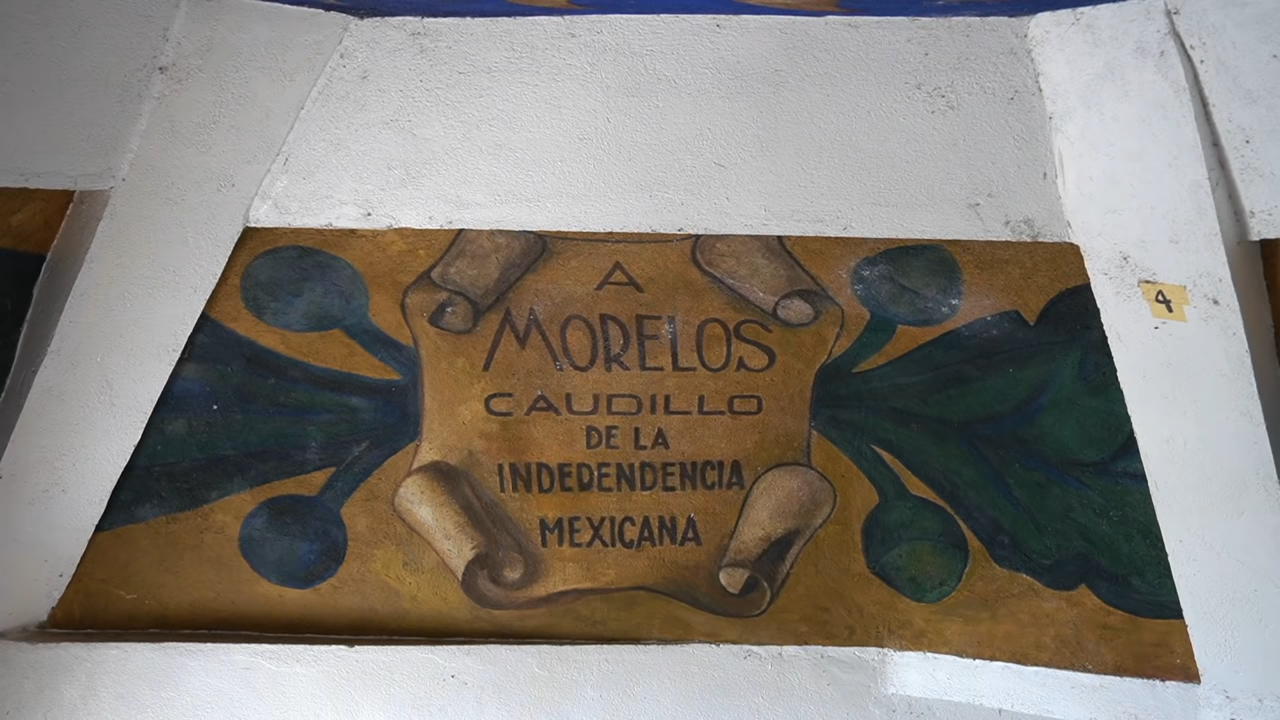 A
MORELOS
CAUDILLO
DE LA
INDEDENDENCIA
MEXICANA
4